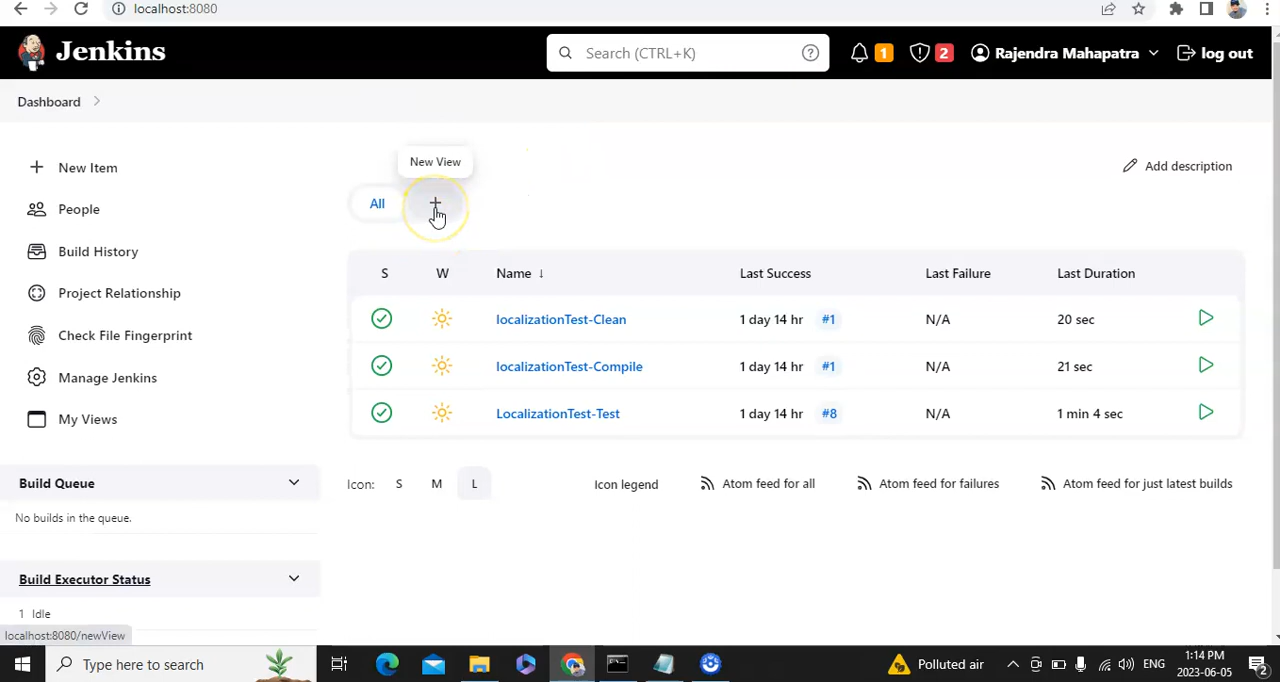 localhost:8080
Jenkins
Search (CTRL+K)
1
2
Rajendra Mahapatra
log out
Dashboard
New Item
People
Build History
Project Relationship
Check File Fingerprint
Manage Jenkins
My Views
Build Queue
No builds in the queue.
Build Executor Status
1 Idle
localhost:8080/newView
New View
Add description
All +
S W Name ↓ Last Success Last Failure Last Duration
localizationTest-Clean 1 day 14 hr #1 N/A 20 sec
localizationTest-Compile 1 day 14 hr #1 N/A 21 sec
LocalizationTest-Test 1 day 14 hr #8 N/A 1 min 4 sec
Icon: S M L Icon legend Atom feed for all Atom feed for failures Atom feed for just latest builds
Type here to search
Polluted air
ENG
1:14 PM
2023-06-05
2